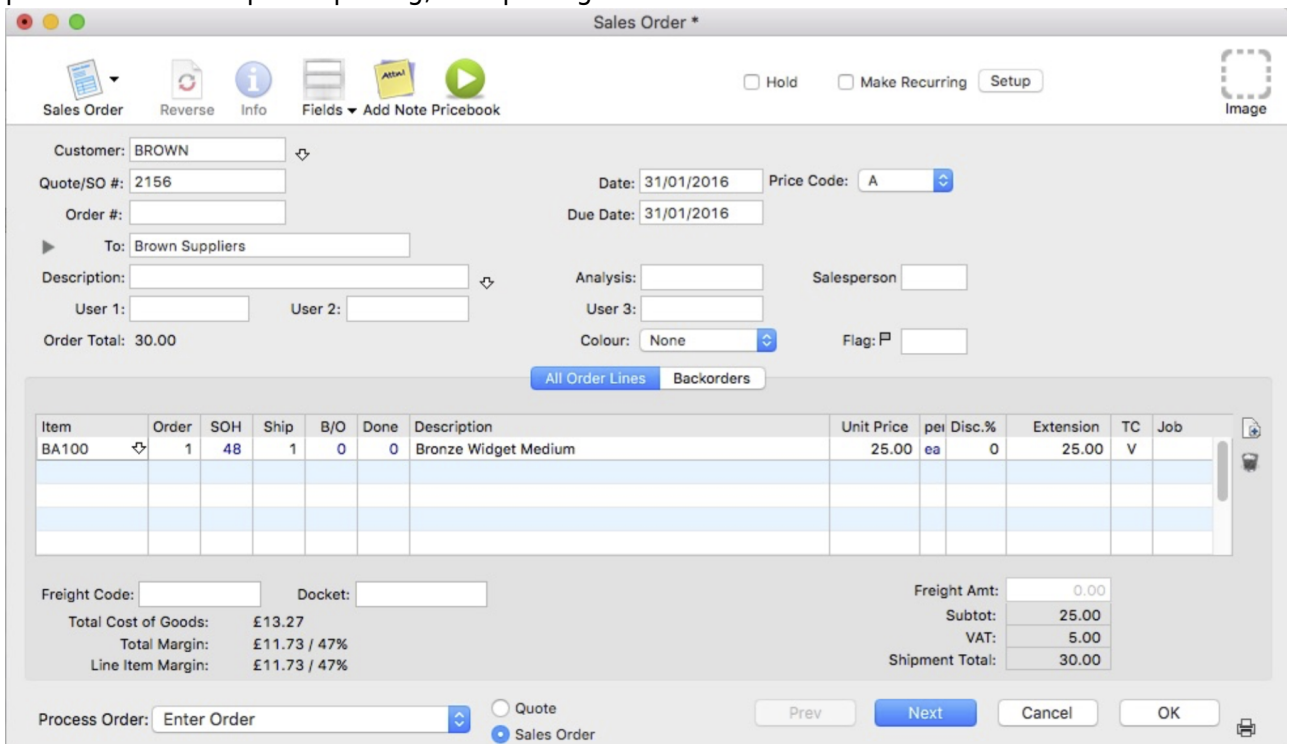 Sales Order *
Hold Make Recurring Setup
Sales Order Reverse Info Fields Add Note Pricebook Image
Attn!
Customer: BROWN
Quote/SO #: 2156 Date: 31/01/2016 Price Code: A
Order #: Due Date: 31/01/2016
To: Brown Suppliers
Description: Analysis: Salesperson
User 1: User 2: User 3:
Order Total: 30.00 Colour: None Flag:
All Order Lines Backorders
Item Order SOH Ship B/O Done Description Unit Price per Disc.% Extension TC Job
BA100 1 48 1 0 0 Bronze Widget Medium 25.00 ea 0 25.00 V
Freight Code: Docket: Freight Amt: 0.00
Total Cost of Goods: £13.27 Subtot: 25.00
Total Margin: £11.73 / 47% VAT: 5.00
Line Item Margin: £11.73 / 47% Shipment Total: 30.00
Process Order: Enter Order Quote Prev Next Cancel OK
Sales Order